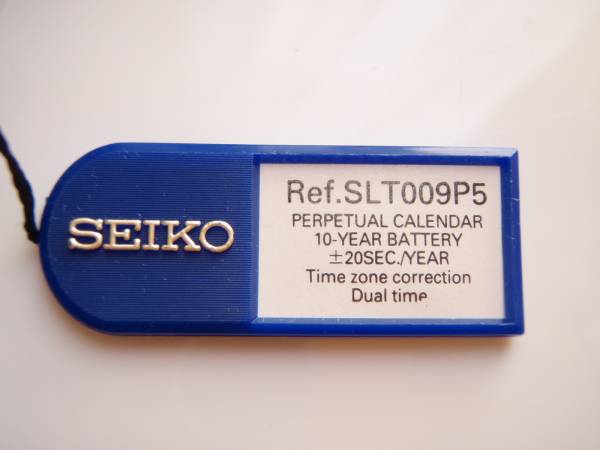 SEIKO
Ref.SLT009P5
PERPETUAL CALENDAR
10-YEAR BATTERY
±20SEC./YEAR
Time zone correction
Dual time